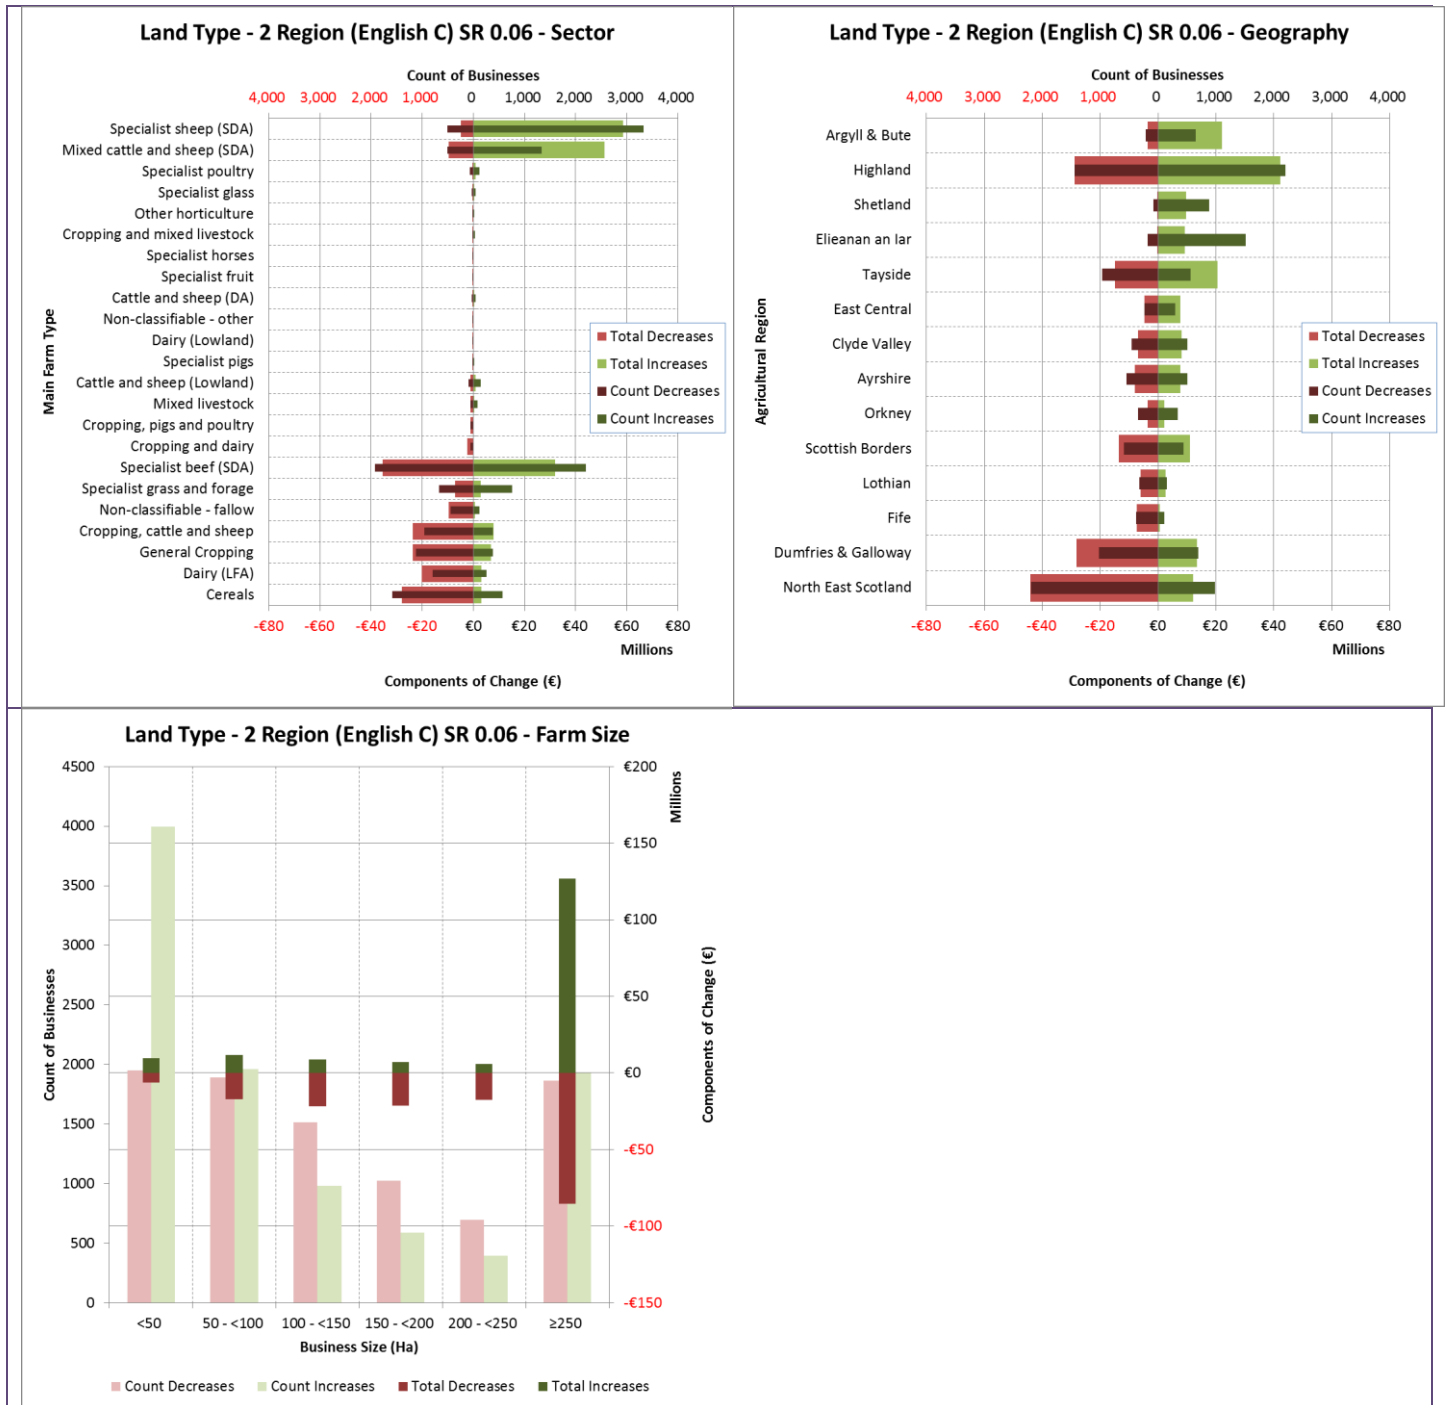 Land Type - 2 Region (English C) SR 0.06 - Sector
Count of Businesses
4,000 3,000 2,000 1,000 0 1,000 2,000 3,000 4,000
Main Farm Type
Specialist sheep (SDA)
Mixed cattle and sheep (SDA)
Specialist poultry
Specialist glass
Other horticulture
Cropping and mixed livestock
Specialist horses
Specialist fruit
Cattle and sheep (DA)
Non-classifiable - other
Dairy (Lowland)
Specialist pigs
Cattle and sheep (Lowland)
Mixed livestock
Cropping, pigs and poultry
Cropping and dairy
Specialist beef (SDA)
Specialist grass and forage
Non-classifiable - fallow
Cropping, cattle and sheep
General Cropping
Dairy (LFA)
Cereals
Total Decreases
Total Increases
Count Decreases
Count Increases
-€80 -€60 -€40 -€20 €0 €20 €40 €60 €80
Millions
Components of Change (€)
Land Type - 2 Region (English C) SR 0.06 - Geography
Count of Businesses
4,000 3,000 2,000 1,000 0 1,000 2,000 3,000 4,000
Agricultural Region
Argyll & Bute
Highland
Shetland
Elieanan an Iar
Tayside
East Central
Clyde Valley
Ayrshire
Orkney
Scottish Borders
Lothian
Fife
Dumfries & Galloway
North East Scotland
Total Decreases
Total Increases
Count Decreases
Count Increases
-€80 -€60 -€40 -€20 €0 €20 €40 €60 €80
Millions
Components of Change (€)
Land Type - 2 Region (English C) SR 0.06 - Farm Size
Count of Businesses
4500
4000
3500
3000
2500
2000
1500
1000
500
0
€200
€150
€100
€50
€0
-€50
-€100
-€150
Millions
Components of Change (€)
<50 50 - <100 100 - <150 150 - <200 200 - <250 ≥250
Business Size (Ha)
Count Decreases Count Increases Total Decreases Total Increases